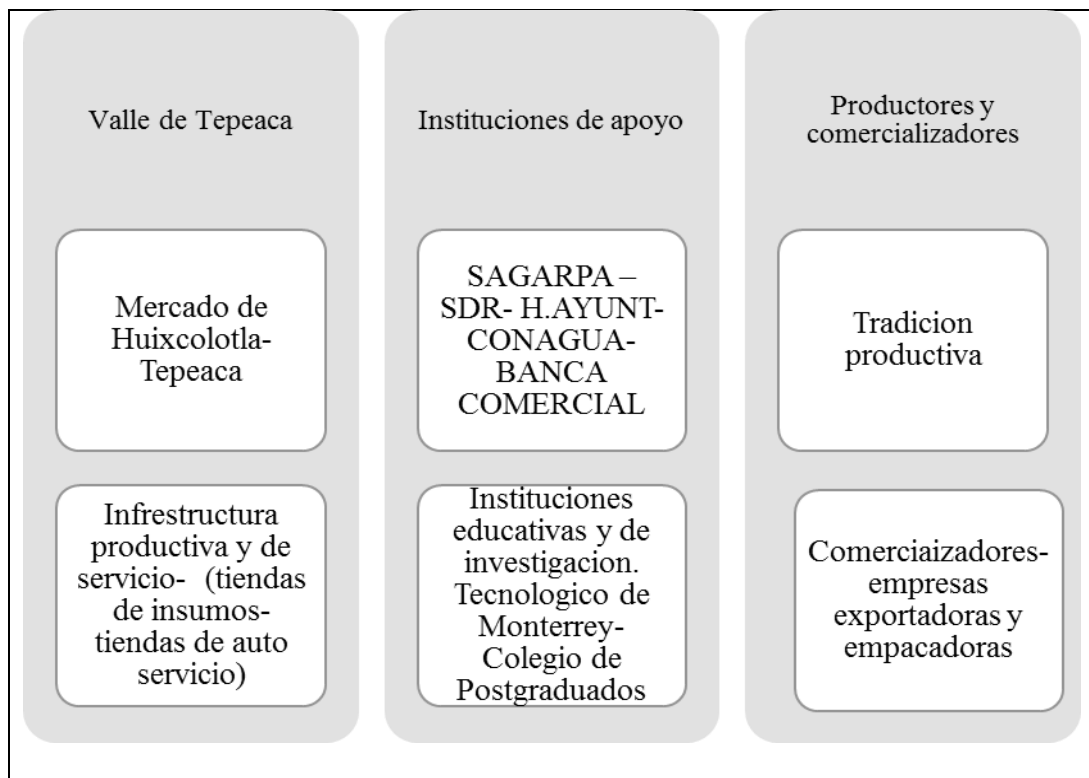 Valle de Tepeaca
Mercado de
Huixcolotla-
Tepeaca
Infrestructura
productiva y de
servicio- (tiendas
de insumos-
tiendas de auto
servicio)
Instituciones de apoyo
SAGARPA –
SDR- H.AYUNT-
CONAGUA-
BANCA
COMERCIAL
Instituciones
educativas y de
investigacion.
Tecnologico de
Monterrey-
Colegio de
Postgraduados
Productores y
comercializadores
Tradicion
productiva
Comerciaizadores-
empresas
exportadoras y
empacadoras